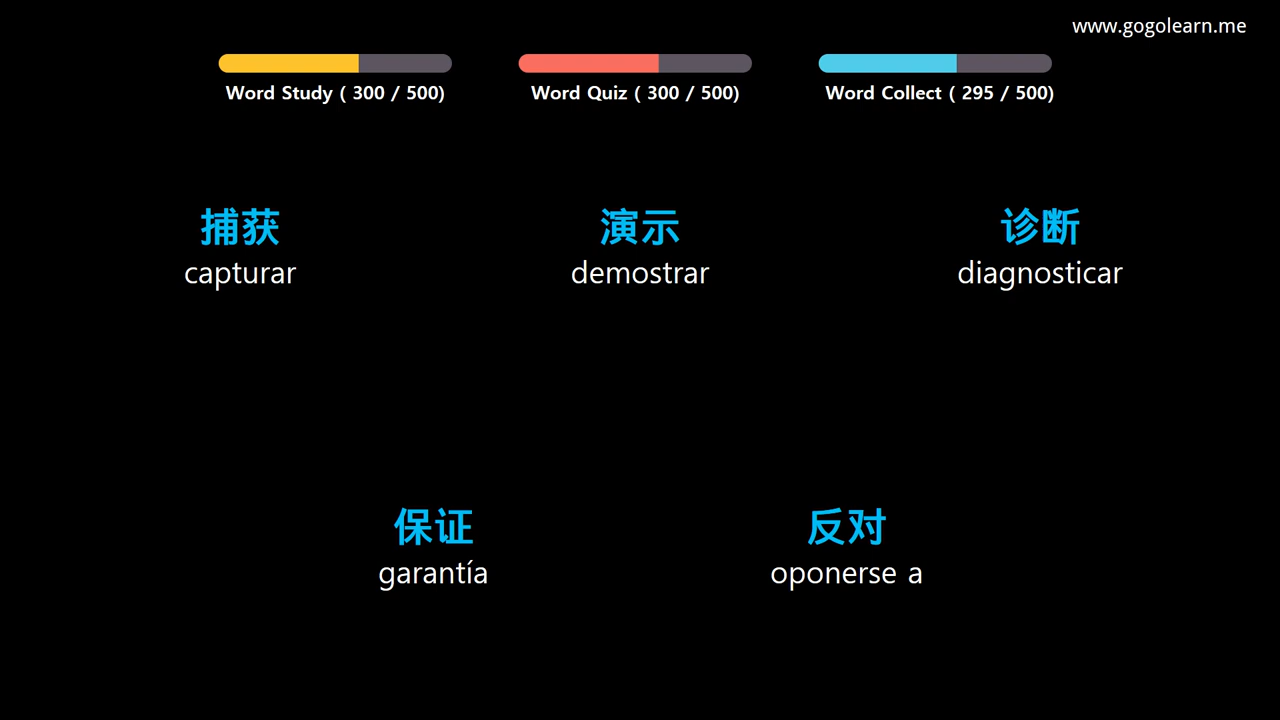 www.gogolearn.me
Word Study ( 300 / 500)
Word Quiz ( 300 / 500)
Word Collect ( 295 / 500)
捕获
capturar
演示
demostrar
诊断
diagnosticar
保证
garantía
反对
oponerse a